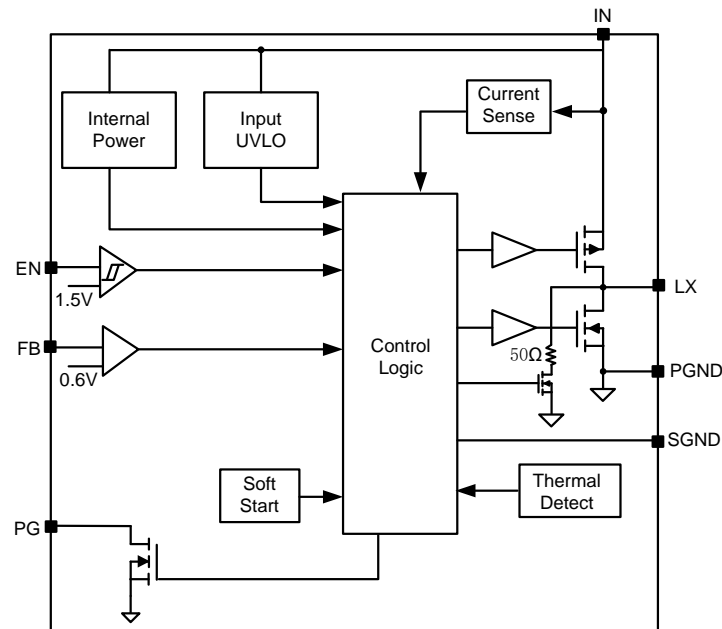 IN
Internal
Power
Input
UVLO
Current
Sense
EN
1.5V
FB
0.6V
Control
Logic
50Ω
LX
PGND
SGND
Soft
Start
Thermal
Detect
PG